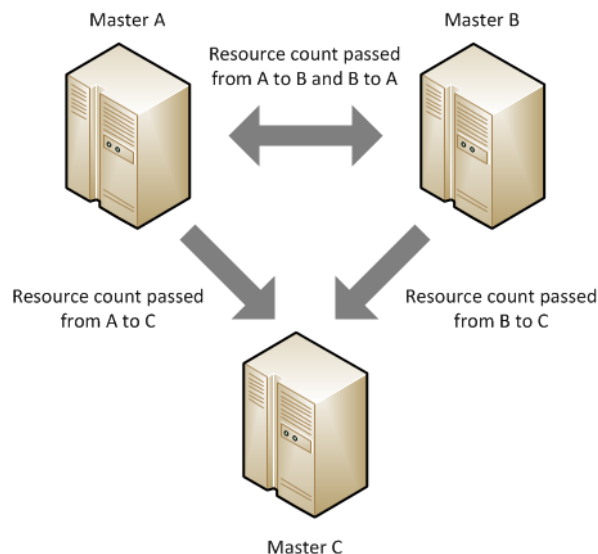 Master A
Master B
Resource count passed
from A to B and B to A
Resource count passed
from A to C
Resource count passed
from B to C
Master C